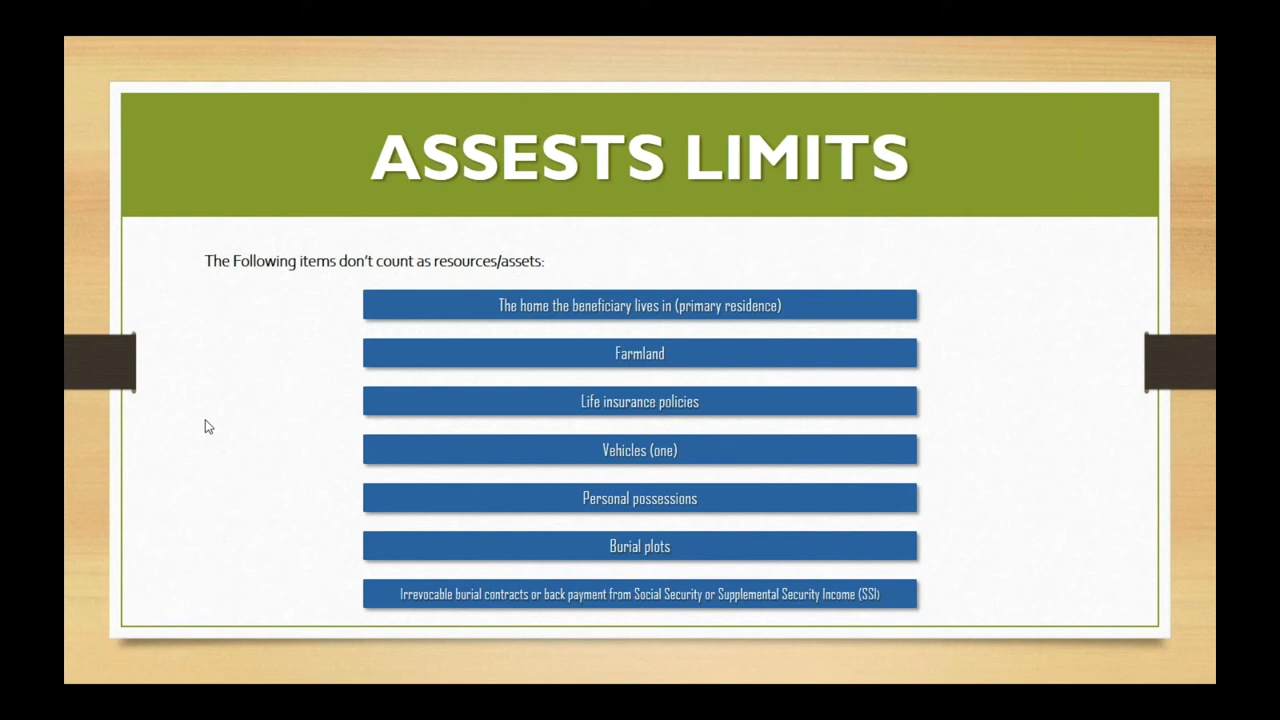 ASSESTS LIMITS
The Following items don't count as resources/assets:
The home the beneficiary lives in (primary residence)
Farmland
Life insurance policies
Vehicles (one)
Personal possessions
Burial plots
Irrevocable burial contracts or back payment from Social Security or Supplemental Security Income (SSI)